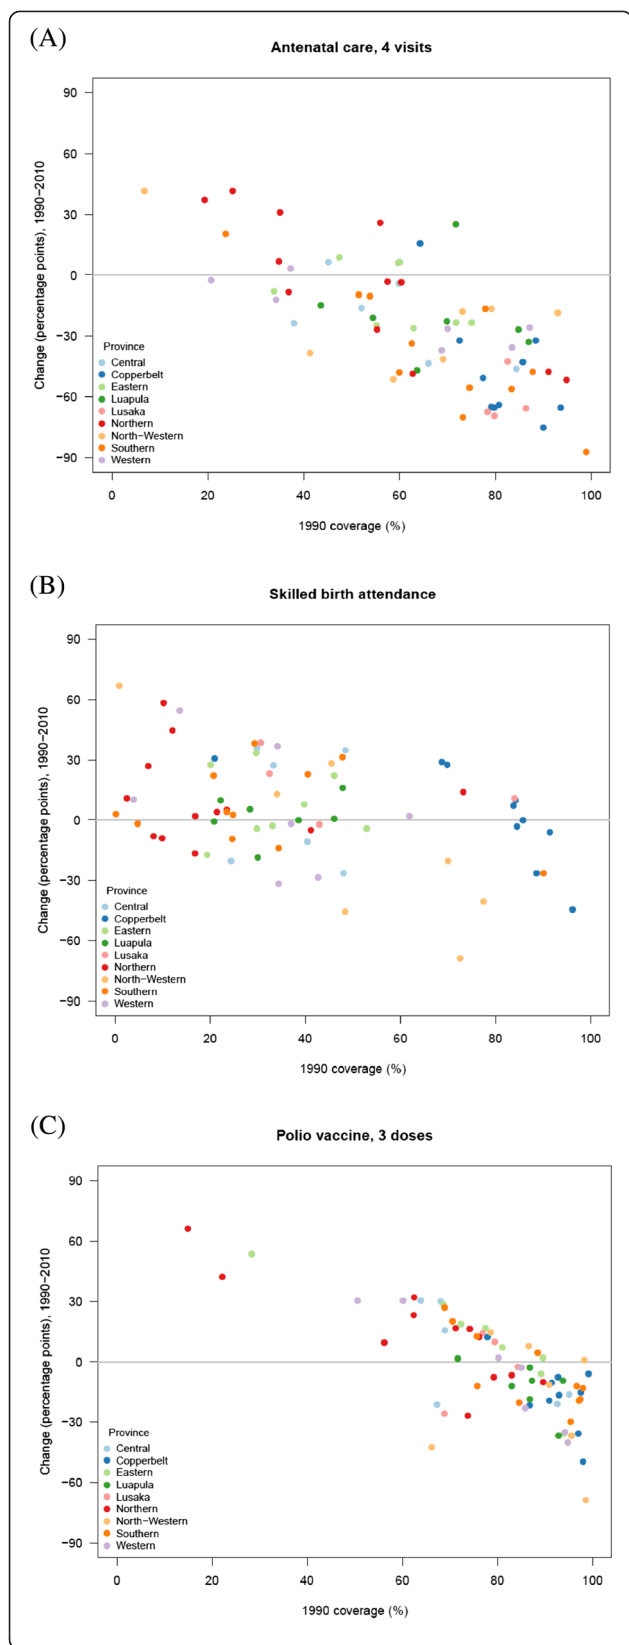 (A)
Antenatal care, 4 visits
Change (percentage points), 1990−2010
90
60
30
0
−30
−60
−90
Province
Central
Copperbelt
Eastern
Luapula
Lusaka
Northern
North−Western
Southern
Western
0 20 40 60 80 100
1990 coverage (%)
(B)
Skilled birth attendance
Change (percentage points), 1990−2010
90
60
30
0
−30
−60
−90
Province
Central
Copperbelt
Eastern
Luapula
Lusaka
Northern
North−Western
Southern
Western
0 20 40 60 80 100
1990 coverage (%)
(C)
Polio vaccine, 3 doses
Change (percentage points), 1990−2010
90
60
30
0
−30
−60
−90
Province
Central
Copperbelt
Eastern
Luapula
Lusaka
Northern
North−Western
Southern
Western
0 20 40 60 80 100
1990 coverage (%)